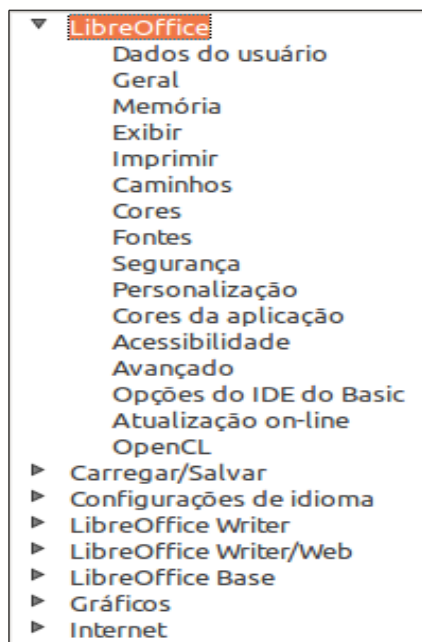 LibreOffice
Dados do usuário
Geral
Memória
Exibir
Imprimir
Caminhos
Cores
Fontes
Segurança
Personalização
Cores da aplicação
Acessibilidade
Avançado
Opções do IDE do Basic
Atualização on-line
OpenCL
Carregar/Salvar
Configurações de idioma
LibreOffice Writer
LibreOffice Writer/Web
LibreOffice Base
Gráficos
Internet